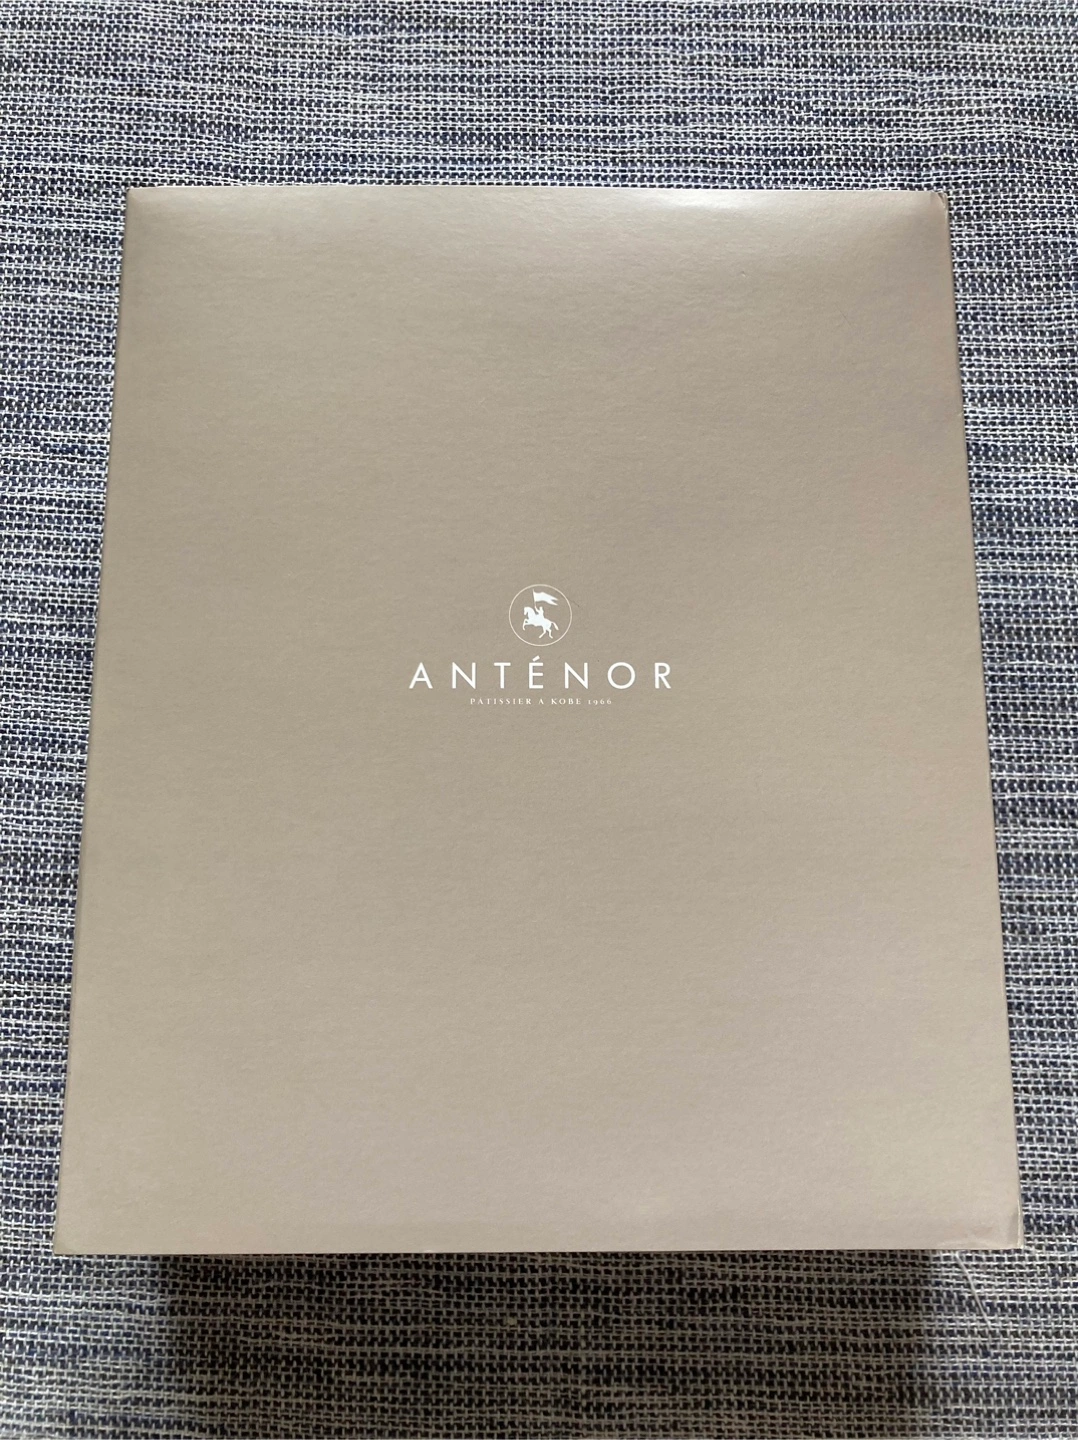 ANTÉNOR
PATISSIER A KOBE 1966